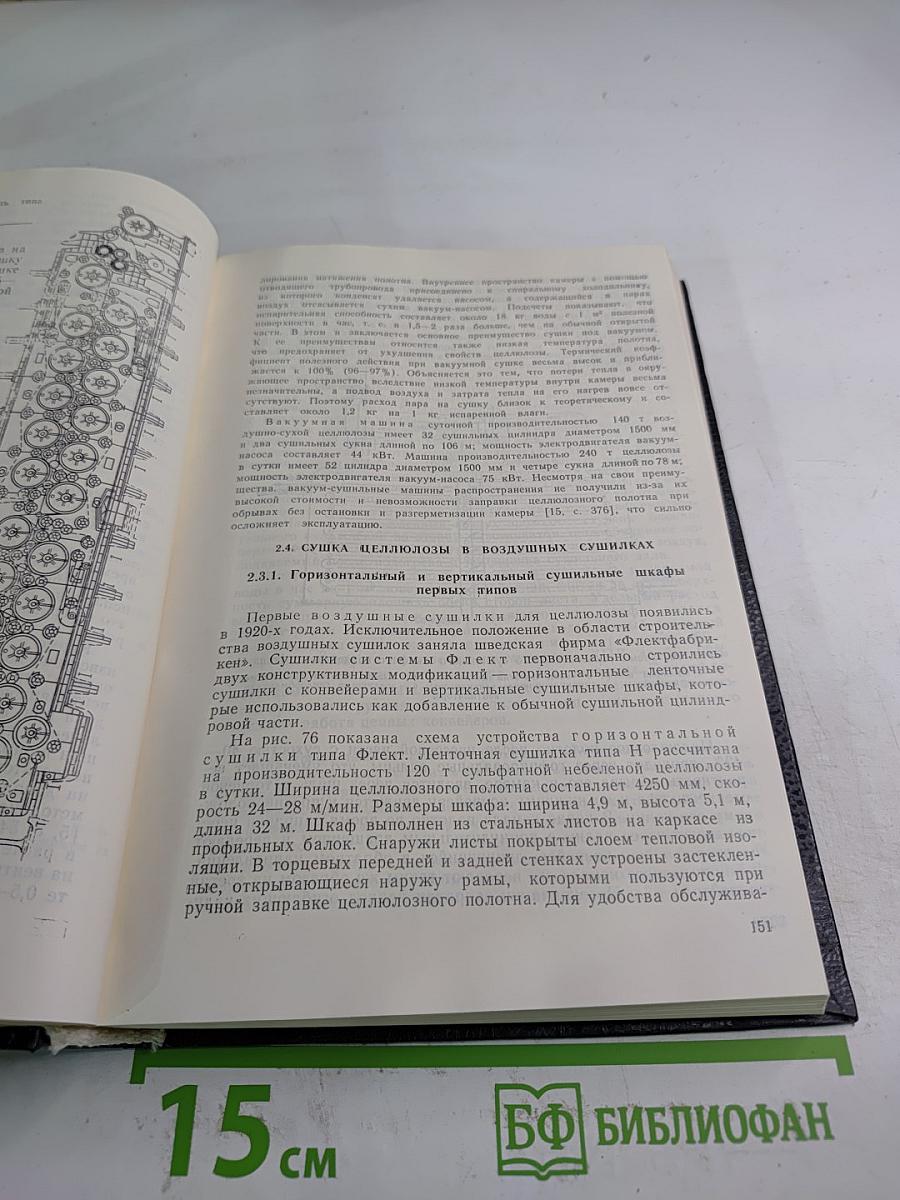 ть типа
а на
шку
шке
ой
лирования натяжения полотна. Внутреннее пространство камеры с помощью
отводящего трубопровода присоединено к спиральному холодильнику,
из которого конденсат удаляется насосом, а содержащийся в парах
воздух отсасывается сухим вакуум-насосом. Подсчеты показывают, что
испарительная способность составляет около 18 кг воды с 1 м² полезной
поверхности в час, т. е. в 1,5—2 раза больше, чем на обычной открытой
части. В этом и заключается основное преимущество сушки под вакуумом.
К ее преимуществам относится также низкая температура полотна,
что предохраняет от ухудшения свойств целлюлозы. Термический коэф-
фициент полезного действия при вакуумной сушке весьма высок и прибли-
жается к 100% (96—97%). Объясняется это тем, что потери тепла в окру-
жающее пространство вследствие низкой температуры внутри камеры весьма
незначительны, а подвод воздуха и затрата тепла на его нагрев вовсе от-
сутствуют. Поэтому расход пара на сушку близок к теоретическому и со-
ставляет около 1,2 кг на 1 кг испаренной влаги.
Вакуумная машина суточной производительностью 140 т воз-
душно-сухой целлюлозы имеет 32 сушильных цилиндра диаметром 1500 мм
и два сушильных сукна длиной по 106 м; мощность электродвигателя вакуум-
насоса составляет 44 кВт. Машина производительностью 240 т целлюлозы
в сутки имеет 52 цилиндра диаметром 1500 мм и четыре сукна длиной по 78 м;
мощность электродвигателя вакуум-насоса 75 кВт. Несмотря на свои преиму-
щества, вакуум-сушильные машины распространения не получили из-за их
высокой стоимости и невозможности заправки целлюлозного полотна при
обрывах без остановки и разгерметизации камеры [15, с. 376], что сильно
осложняет эксплуатацию.
2.4. СУШКА ЦЕЛЛЮЛОЗЫ В ВОЗДУШНЫХ СУШИЛКАХ
2.3.1. Горизонтальный и вертикальный сушильные шкафы
первых типов
Первые воздушные сушилки для целлюлозы появились
в 1920-х годах. Исключительное положение в области строитель-
ства воздушных сушилок заняла шведская фирма «Флектфабри-
кен». Сушилки системы Флект первоначально строились
двух конструктивных модификаций — горизонтальные ленточные
сушилки с конвейерами и вертикальные сушильные шкафы, кото-
рые использовались как добавление к обычной сушильной цилинд-
ровой части.
На рис. 76 показана схема устройства горизонтальной
сушилки типа Флект. Ленточная сушилка типа Н рассчитана
на производительность 120 т сульфатной небеленой целлюлозы
в сутки. Ширина целлюлозного полотна составляет 4250 мм, ско-
рость 24—28 м/мин. Размеры шкафа: ширина 4,9 м, высота 5,1 м,
длина 32 м. Шкаф выполнен из стальных листов на каркасе из
профильных балок. Снаружи листы покрыты слоем тепловой изо-
ляции. В торцевых передней и задней стенках устроены застеклен-
ные, открывающиеся наружу рамы, которыми пользуются при
ручной заправке целлюлозного полотна. Для удобства обслужива-
151
15 см
БФ БИБЛИОФАН